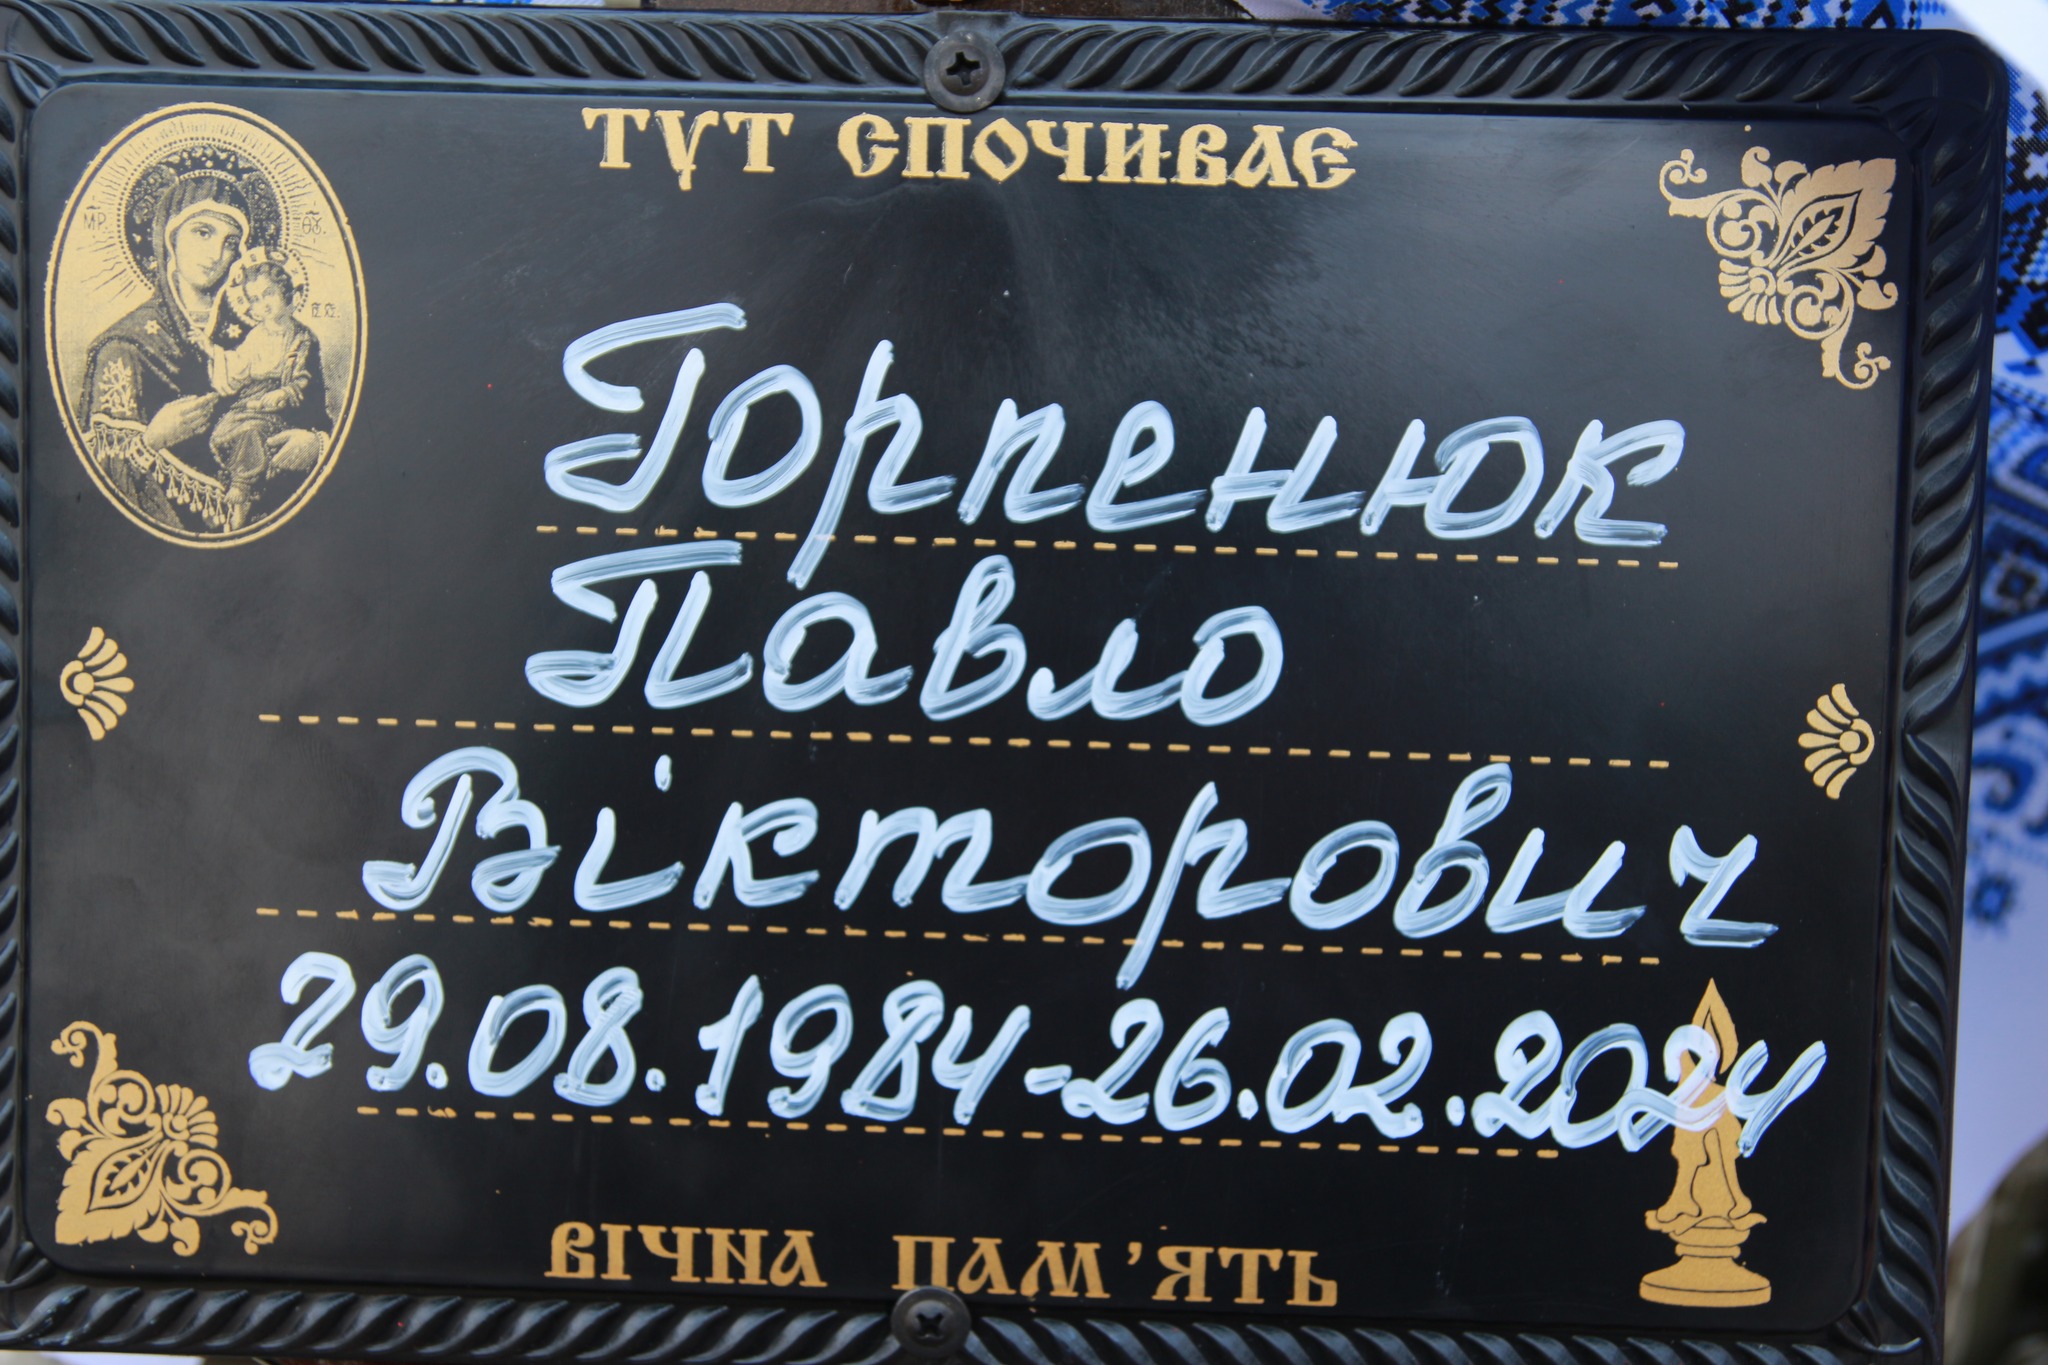 ТУТ СПОЧИВАЄ
Горпенюк
Павло
Вікторович
29.08.1984-26.02.2024
ВІЧНА ПАМ'ЯТЬ